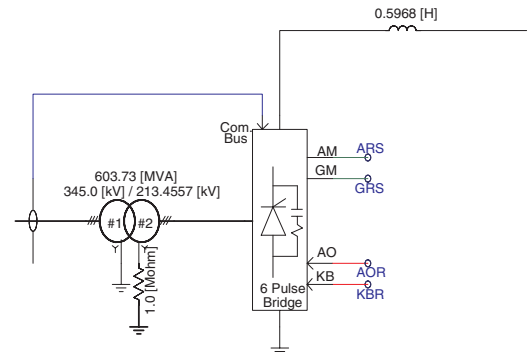 0.5968 [H]
Com.
Bus
AM
ARS
GM
GRS
603.73 [MVA]
345.0 [kV] / 213.4557 [kV]
#1
#2
Y
Y
1.0 [Mohm]
AO
AOR
KB
KBR
6 Pulse
Bridge